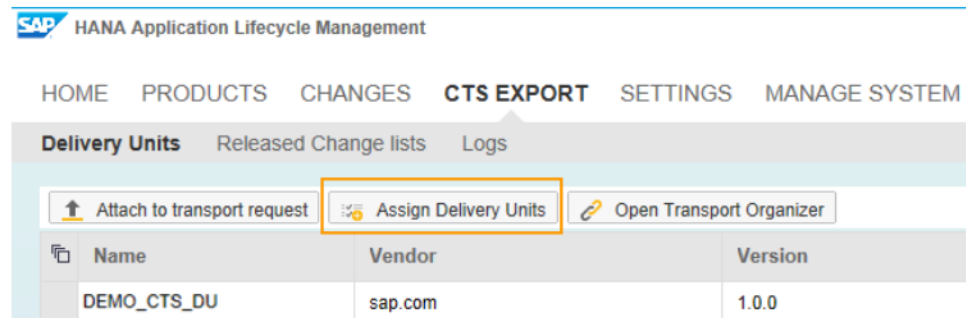 SAP HANA Application Lifecycle Management
HOME PRODUCTS CHANGES CTS EXPORT SETTINGS MANAGE SYSTEM
Delivery Units Released Change lists Logs
Attach to transport request Assign Delivery Units Open Transport Organizer
Name Vendor Version
DEMO_CTS_DU sap.com 1.0.0